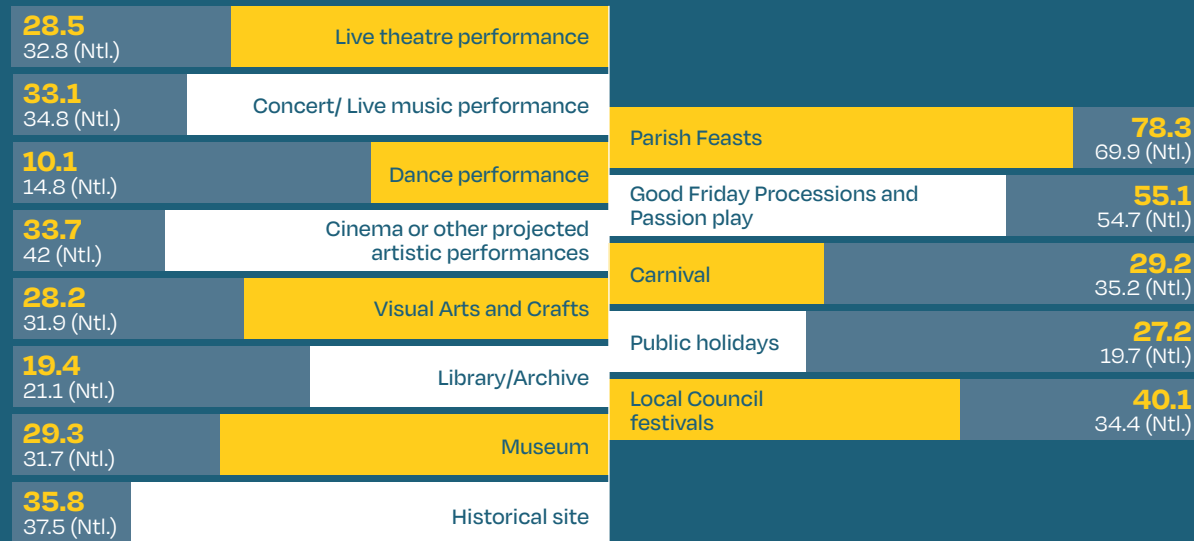 28.5
32.8 (Ntl.)
Live theatre performance
33.1
34.8 (Ntl.)
Concert/ Live music performance
10.1
14.8 (Ntl.)
Dance performance
33.7
42 (Ntl.)
Cinema or other projected
artistic performances
28.2
31.9 (Ntl.)
Visual Arts and Crafts
19.4
21.1 (Ntl.)
Library/Archive
29.3
31.7 (Ntl.)
Museum
35.8
37.5 (Ntl.)
Historical site
Parish Feasts
78.3
69.9 (Ntl.)
Good Friday Processions and
Passion play
55.1
54.7 (Ntl.)
Carnival
29.2
35.2 (Ntl.)
Public holidays
27.2
19.7 (Ntl.)
Local Council
festivals
40.1
34.4 (Ntl.)